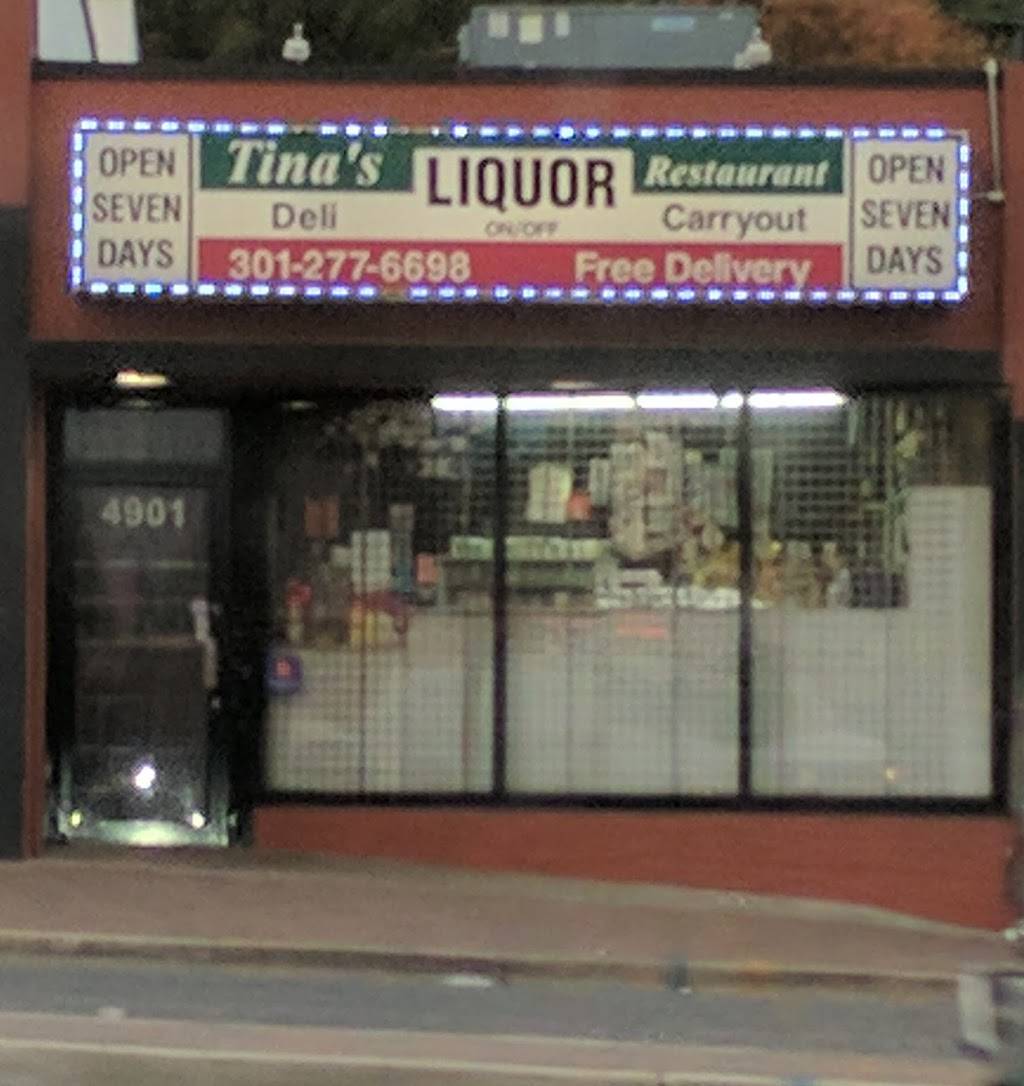 OPEN
SEVEN
DAYS
Tina's
LIQUOR
Restaurant
Deli
ON/OFF
Carryout
301-277-6698
Free Delivery
OPEN
SEVEN
DAYS
4901